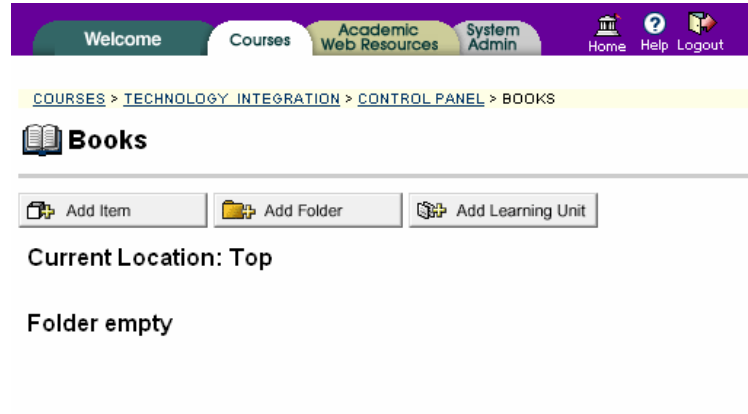 Welcome
Courses
Academic
Web Resources
System
Admin
Home Help Logout
COURSES > TECHNOLOGY INTEGRATION > CONTROL PANEL > BOOKS
Books
Add Item Add Folder Add Learning Unit
Current Location: Top
Folder empty